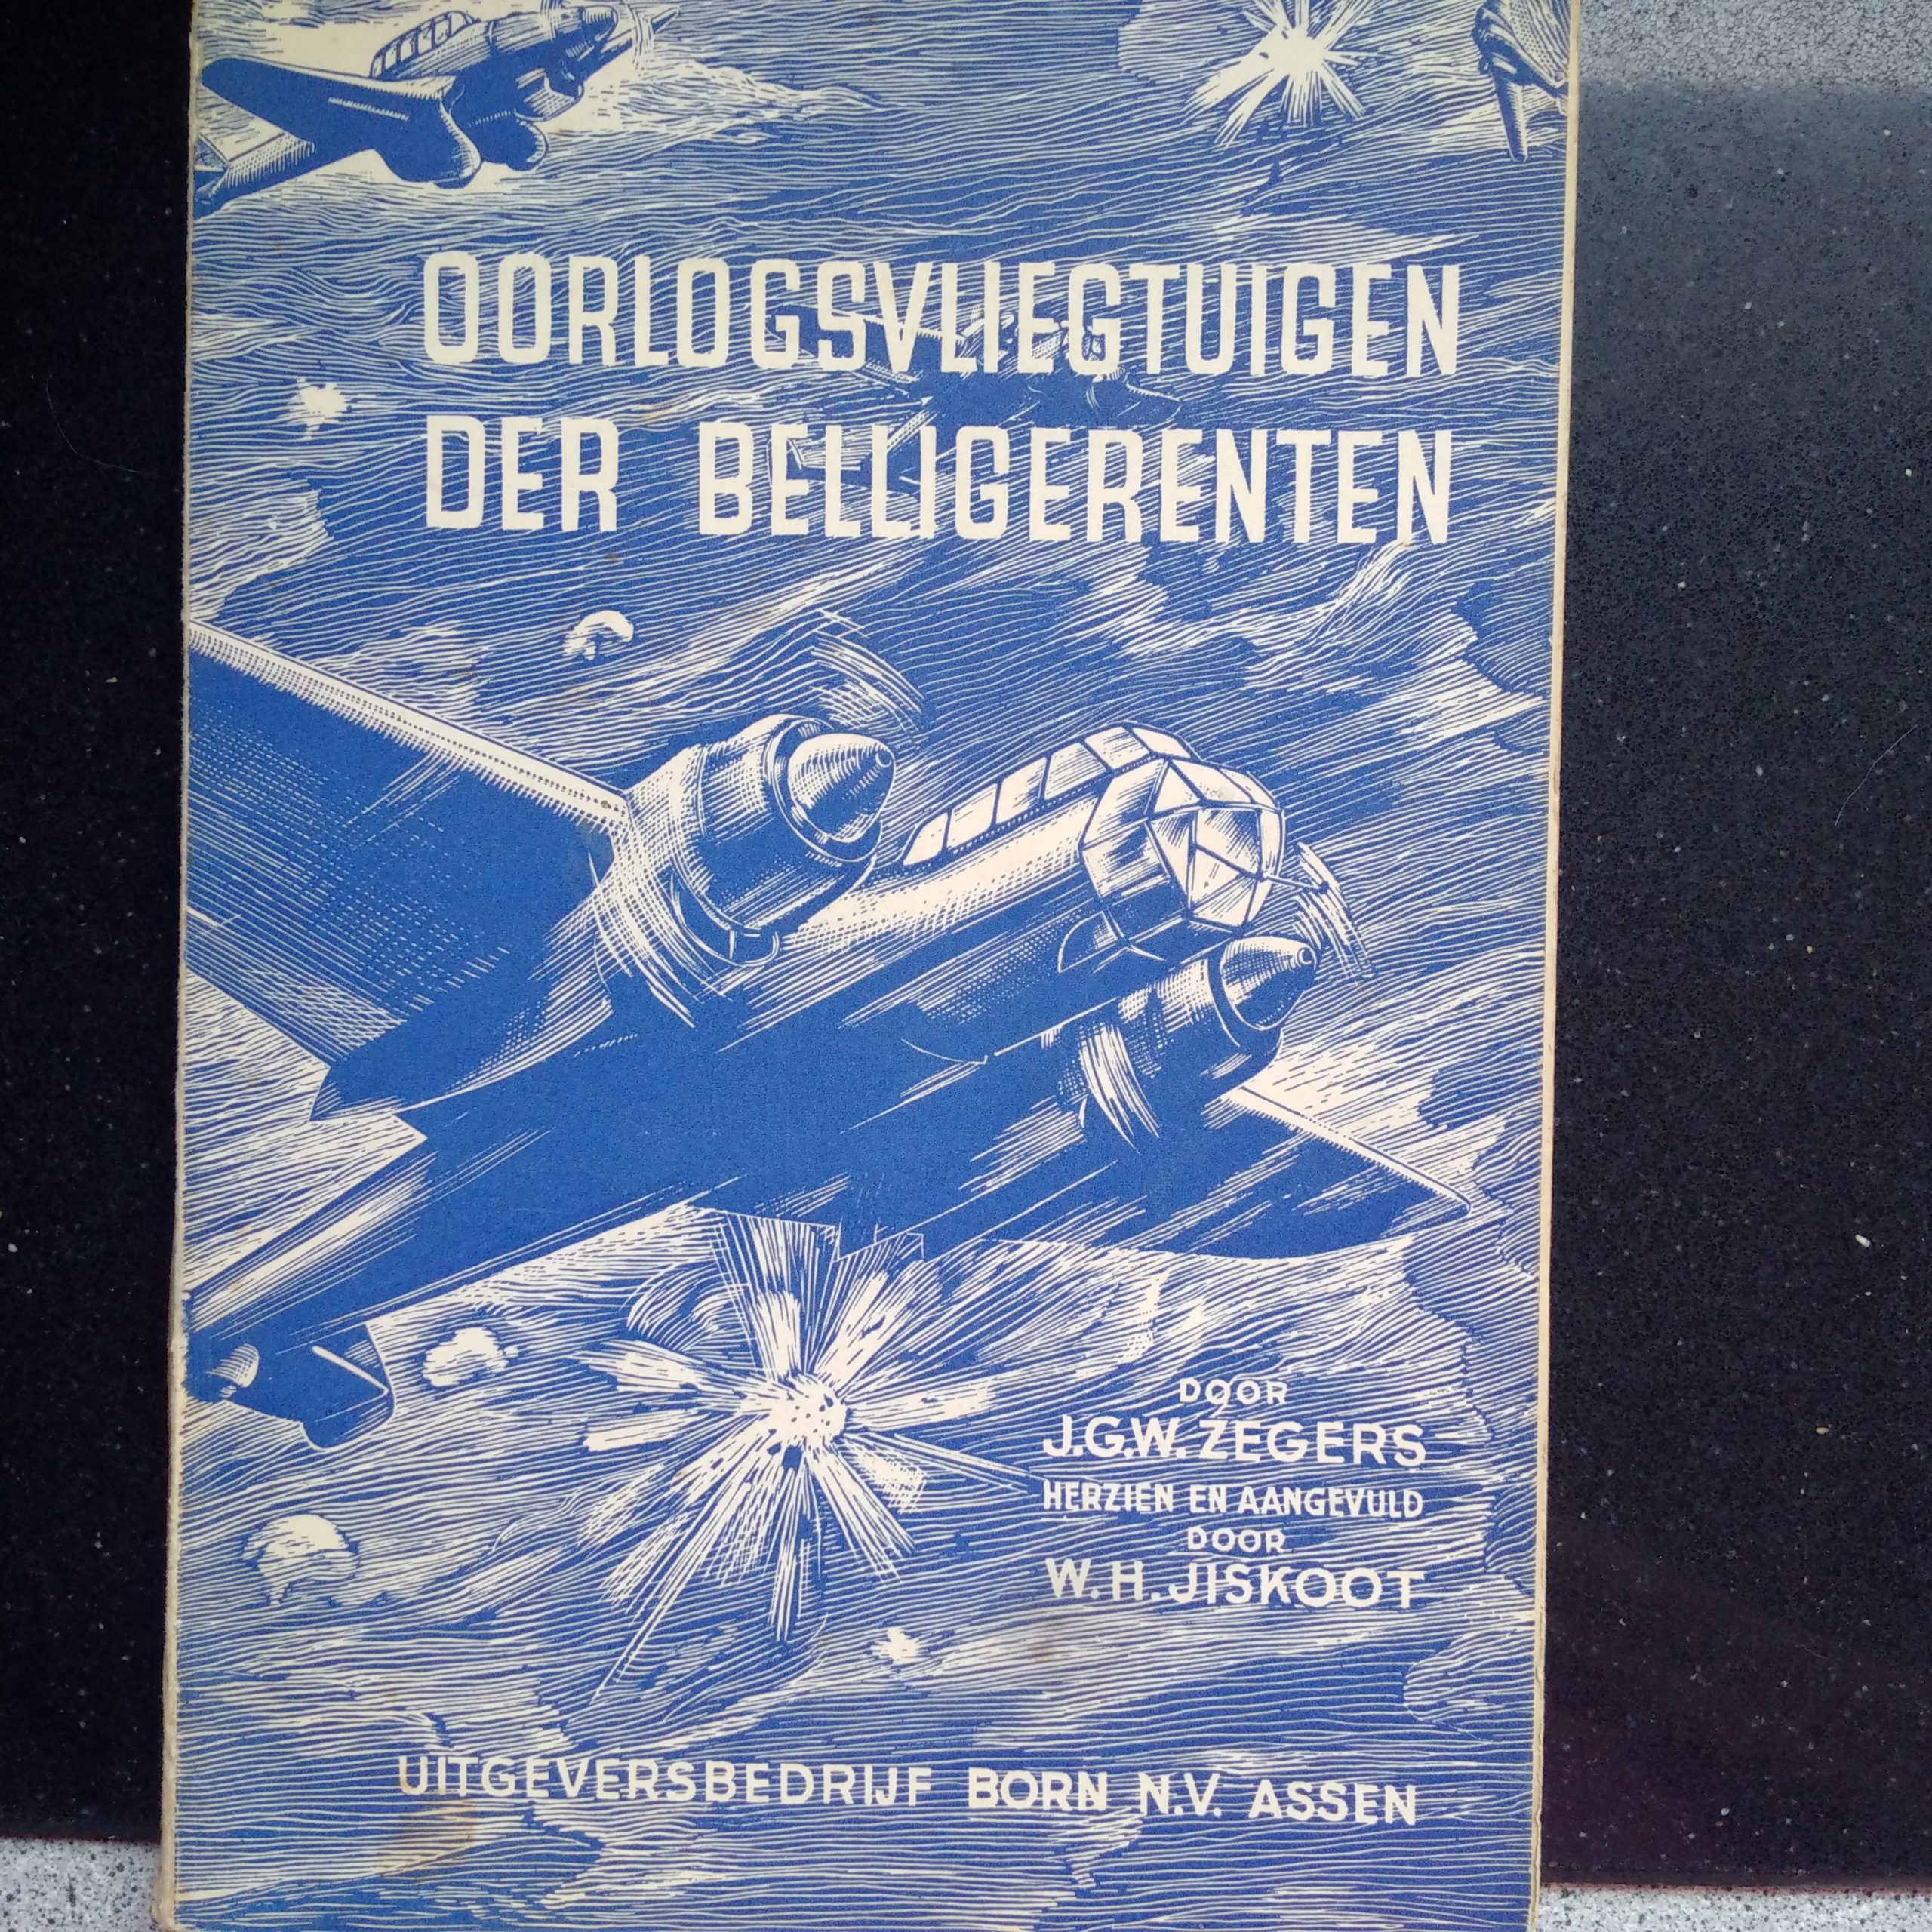 OORLOGSVLIEGTUIGEN
DER BELLIGERENTEN
DOOR
J.G.W. ZEGERS
HERZIEN EN AANGEVULD
DOOR
W.H. JISKOOT
UITGEVERSBEDRIJF BORN N.V. ASSEN